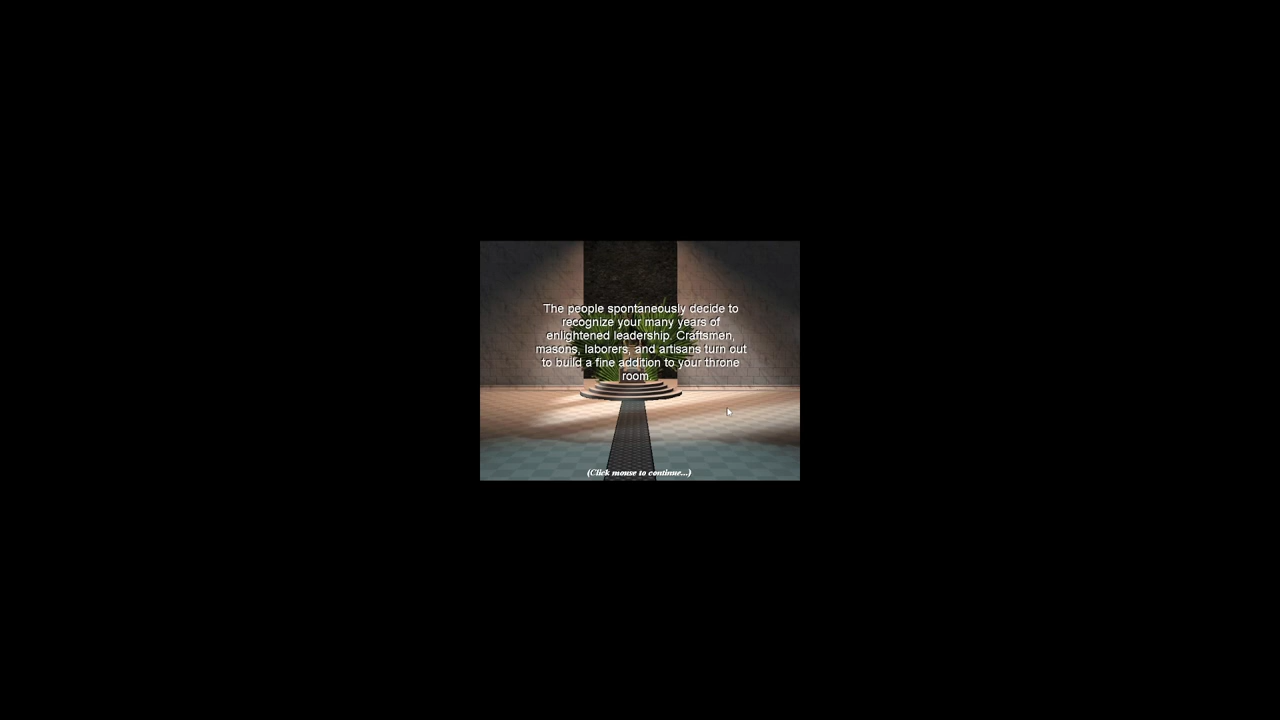 The people spontaneously decide to
recognize your many years of
enlightened leadership. Craftsmen,
masons, laborers, and artisans turn out
to build a fine addition to your throne
room.
(Click mouse to continue...)